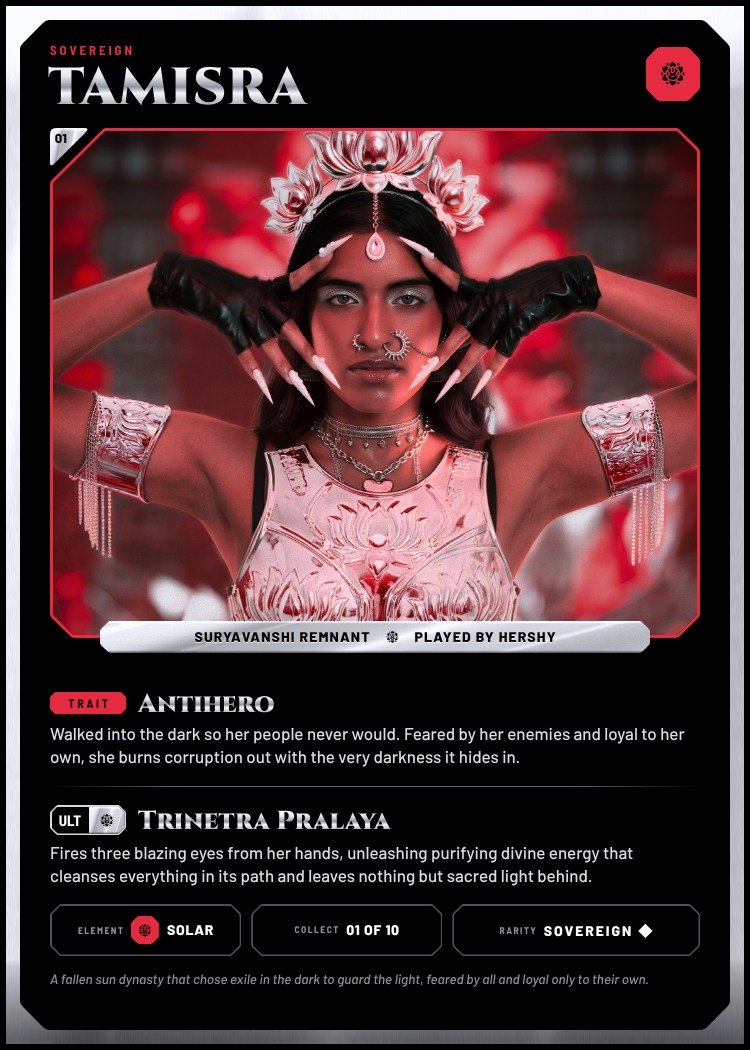 SOVEREIGN
TAMISRA
01
SURYAVANSHI REMNANT PLAYED BY HERSHY
TRAIT ANTIHERO
Walked into the dark so her people never would. Feared by her enemies and loyal to her
own, she burns corruption out with the very darkness it hides in.
ULT TRINETRA PRALAYA
Fires three blazing eyes from her hands, unleashing purifying divine energy that
cleanses everything in its path and leaves nothing but sacred light behind.
ELEMENT SOLAR COLLECT 01 OF 10 RARITY SOVEREIGN
A fallen sun dynasty that chose exile in the dark to guard the light, feared by all and loyal only to their own.